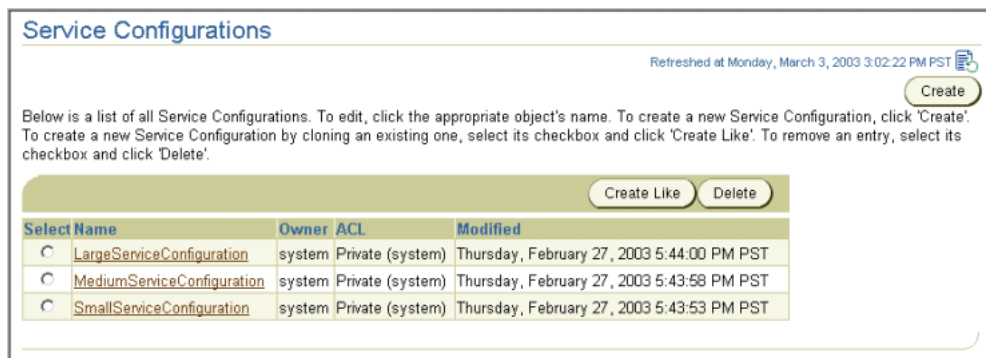 Service Configurations
Refreshed at Monday, March 3, 2003 3:02:22 PM PST
Create
Below is a list of all Service Configurations. To edit, click the appropriate object's name. To create a new Service Configuration, click 'Create'.
To create a new Service Configuration by cloning an existing one, select its checkbox and click 'Create Like'. To remove an entry, select its
checkbox and click 'Delete'.
Create Like Delete
Select Name Owner ACL Modified
LargeServiceConfiguration system Private (system) Thursday, February 27, 2003 5:44:00 PM PST
MediumServiceConfiguration system Private (system) Thursday, February 27, 2003 5:43:58 PM PST
SmallServiceConfiguration system Private (system) Thursday, February 27, 2003 5:43:53 PM PST